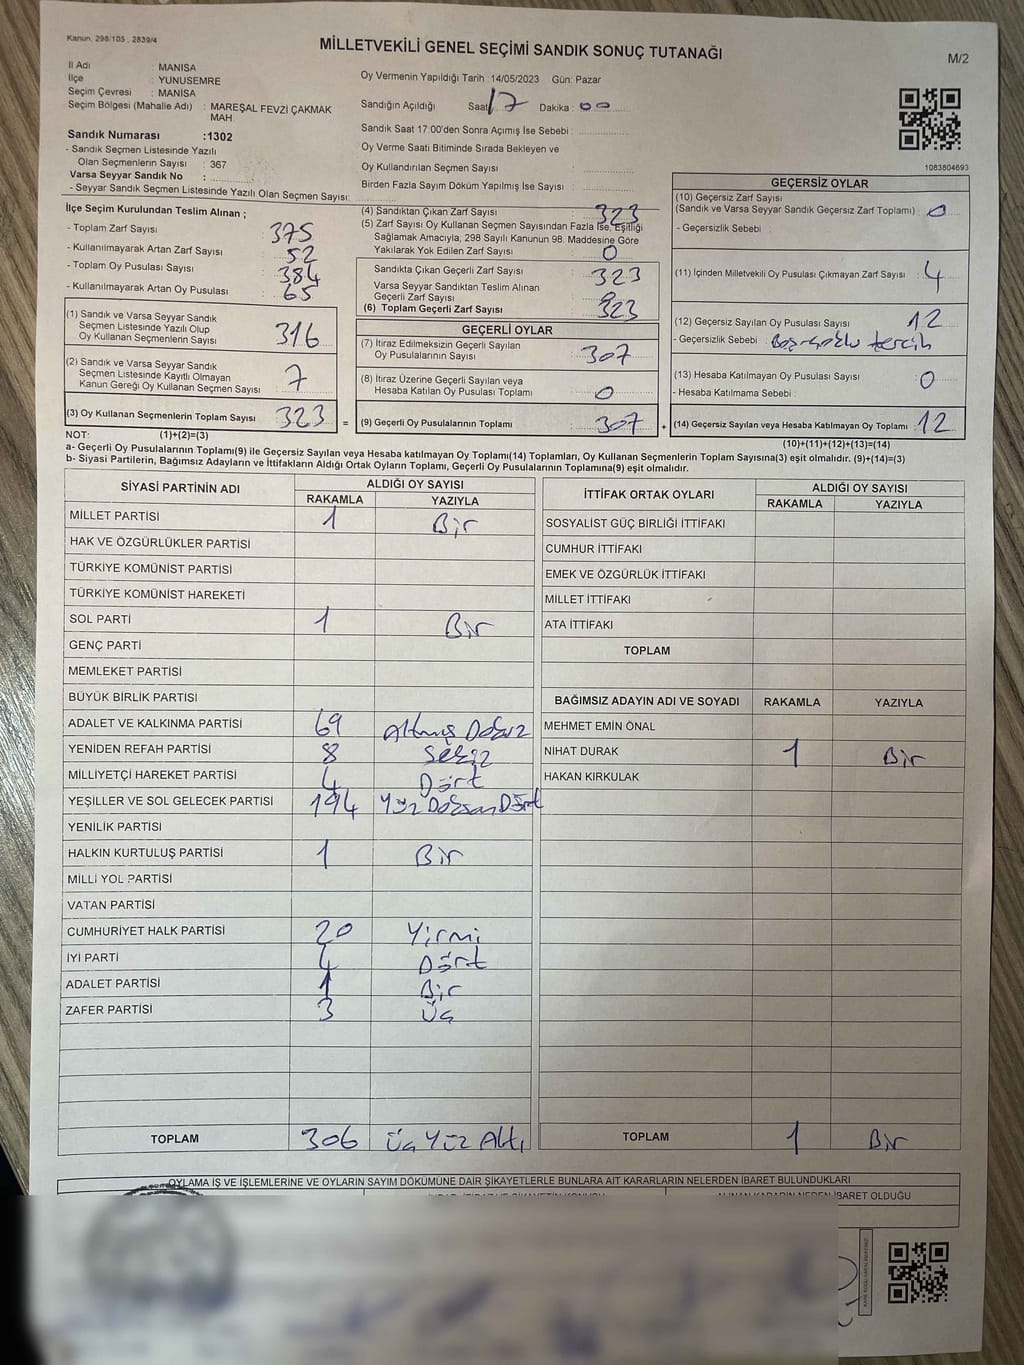 Kanun, 298/105 , 2839/4
MİLLETVEKİLİ GENEL SEÇİMİ SANDIK SONUÇ TUTANAĞI
M/2
İl Adı : MANİSA
İlçe : YUNUSEMRE
Seçim Çevresi : MANİSA
Seçim Bölgesi (Mahalle Adı) : MAREŞAL FEVZİ ÇAKMAK MAH.
Sandık Numarası :1302
- Sandık Seçmen Listesinde Yazılı
Olan Seçmenlerin Sayısı : 367
Varsa Seyyar Sandık No :
- Seyyar Sandık Seçmen Listesinde Yazılı Olan Seçmen Sayısı:
Oy Vermenin Yapıldığı Tarih : 14/05/2023 Gün: Pazar
Sandığın Açıldığı Saat 17 Dakika : 00
Sandık Saat 17:00'den Sonra Açımış İse Sebebi :
Oy Verme Saati Bitiminde Sırada Bekleyen ve
Oy Kullandırılan Seçmen Sayısı :
Birden Fazla Sayım Döküm Yapılmış İse Sayısı :
1083804693
İlçe Seçim Kurulundan Teslim Alınan ;
- Toplam Zarf Sayısı : 375
- Kullanılmayarak Artan Zarf Sayısı : 52
- Toplam Oy Pusulası Sayısı : 384
- Kullanılmayarak Artan Oy Pusulası : 65
(1) Sandık ve Varsa Seyyar Sandık
Seçmen Listesinde Yazılı Olup
Oy Kullanan Seçmenlerin Sayısı : 316
(2) Sandık ve Varsa Seyyar Sandık
Seçmen Listesinde Kayıtlı Olmayan
Kanun Gereği Oy Kullanan Seçmen Sayısı : 7
(3) Oy Kullanan Seçmenlerin Toplam Sayısı : 323 =
(4) Sandıktan Çıkan Zarf Sayısı : 323
(5) Zarf Sayısı Oy Kullanan Seçmen Sayısından Fazla İse, Eşitliği
Sağlamak Amacıyla, 298 Sayılı Kanunun 98. Maddesine Göre
Yakılarak Yok Edilen Zarf Sayısı : 0
Sandıkta Çıkan Geçerli Zarf Sayısı : 323
Varsa Seyyar Sandıktan Teslim Alınan
Geçerli Zarf Sayısı : 0
(6) Toplam Geçerli Zarf Sayısı : 323
GEÇERLİ OYLAR
(7) İtiraz Edilmeksizin Geçerli Sayılan
Oy Pusulalarının Sayısı : 307
(8) İtiraz Üzerine Geçerli Sayılan veya
Hesaba Katılan Oy Pusulaları Toplamı : 0
(9) Geçerli Oy Pusulalarının Toplamı : 307 +
GEÇERSİZ OYLAR
(10) Geçersiz Zarf Sayısı
(Sandık ve Varsa Seyyar Sandık Geçersiz Zarf Toplamı) : 0
- Geçersizlik Sebebi :
(11) İçinden Milletvekili Oy Pusulası Çıkmayan Zarf Sayısı : 4
(12) Geçersiz Sayılan Oy Pusulası Sayısı : 12
- Geçersizlik Sebebi : tercih
(13) Hesaba Katılmayan Oy Pusulası Sayısı : 0
- Hesaba Katılmama Sebebi :
(14) Geçersiz Sayılan veya Hesaba Katılmayan Oy Toplamı : 12
NOT: (1)+(2)=(3)
(10)+(11)+(12)+(13)=(14)
a- Geçerli Oy Pusulalarının Toplamı(9) ile Geçersiz Sayılan veya Hesaba katılmayan Oy Toplamı(14) Toplamları, Oy Kullanan Seçmenlerin Toplam Sayısına(3) eşit olmalıdır. (9)+(14)=(3)
b- Siyasi Partilerin, Bağımsız Adayların ve İttifakların Aldığı Ortak Oyların Toplamı, Geçerli Oy Pusulalarının Toplamına(9) eşit olmalıdır.
SİYASİ PARTİNİN ADI ALDIĞI OY SAYISI
RAKAMLA YAZIYLA
MİLLET PARTİSİ 1 Bir
HAK VE ÖZGÜRLÜKLER PARTİSİ
TÜRKİYE KOMÜNİST PARTİSİ
TÜRKİYE KOMÜNİST HAREKETİ
SOL PARTİ 1 Bir
GENÇ PARTİ
MEMLEKET PARTİSİ
BÜYÜK BİRLİK PARTİSİ
ADALET VE KALKINMA PARTİSİ 69 Altmış Dokuz
YENİDEN REFAH PARTİSİ 8 Sekiz
MİLLİYETÇİ HAREKET PARTİSİ 4 Dört
YEŞİLLER VE SOL GELECEK PARTİSİ 194 Yüz Doksan Dört
YENİLİK PARTİSİ
HALKIN KURTULUŞ PARTİSİ 1 Bir
MİLLİ YOL PARTİSİ
VATAN PARTİSİ
CUMHURİYET HALK PARTİSİ 20 Yirmi
İYİ PARTİ 4 Dört
ADALET PARTİSİ 1 Bir
ZAFER PARTİSİ 3 Üç
TOPLAM 306 Üç Yüz Altı
İTTİFAK ORTAK OYLARI ALDIĞI OY SAYISI
RAKAMLA YAZIYLA
SOSYALİST GÜÇ BİRLİĞİ İTTİFAKI
CUMHUR İTTİFAKI
EMEK VE ÖZGÜRLÜK İTTİFAKI
MİLLET İTTİFAKI
ATA İTTİFAKI
TOPLAM
BAĞIMSIZ ADAYIN ADI VE SOYADI RAKAMLA YAZIYLA
MEHMET EMİN ÖNAL
NİHAT DURAK 1 Bir
HAKAN KIRKULAK
TOPLAM 1 Bir
OYLAMA İŞ VE İŞLEMLERİNE VE OYLARIN SAYIM DÖKÜMÜNE DAİR ŞİKAYETLERLE BUNLARA AİT KARARLARIN NELERDEN İBARET BULUNDUKLARI
ALINAN KARARIN NEDEN İBARET OLDUĞU